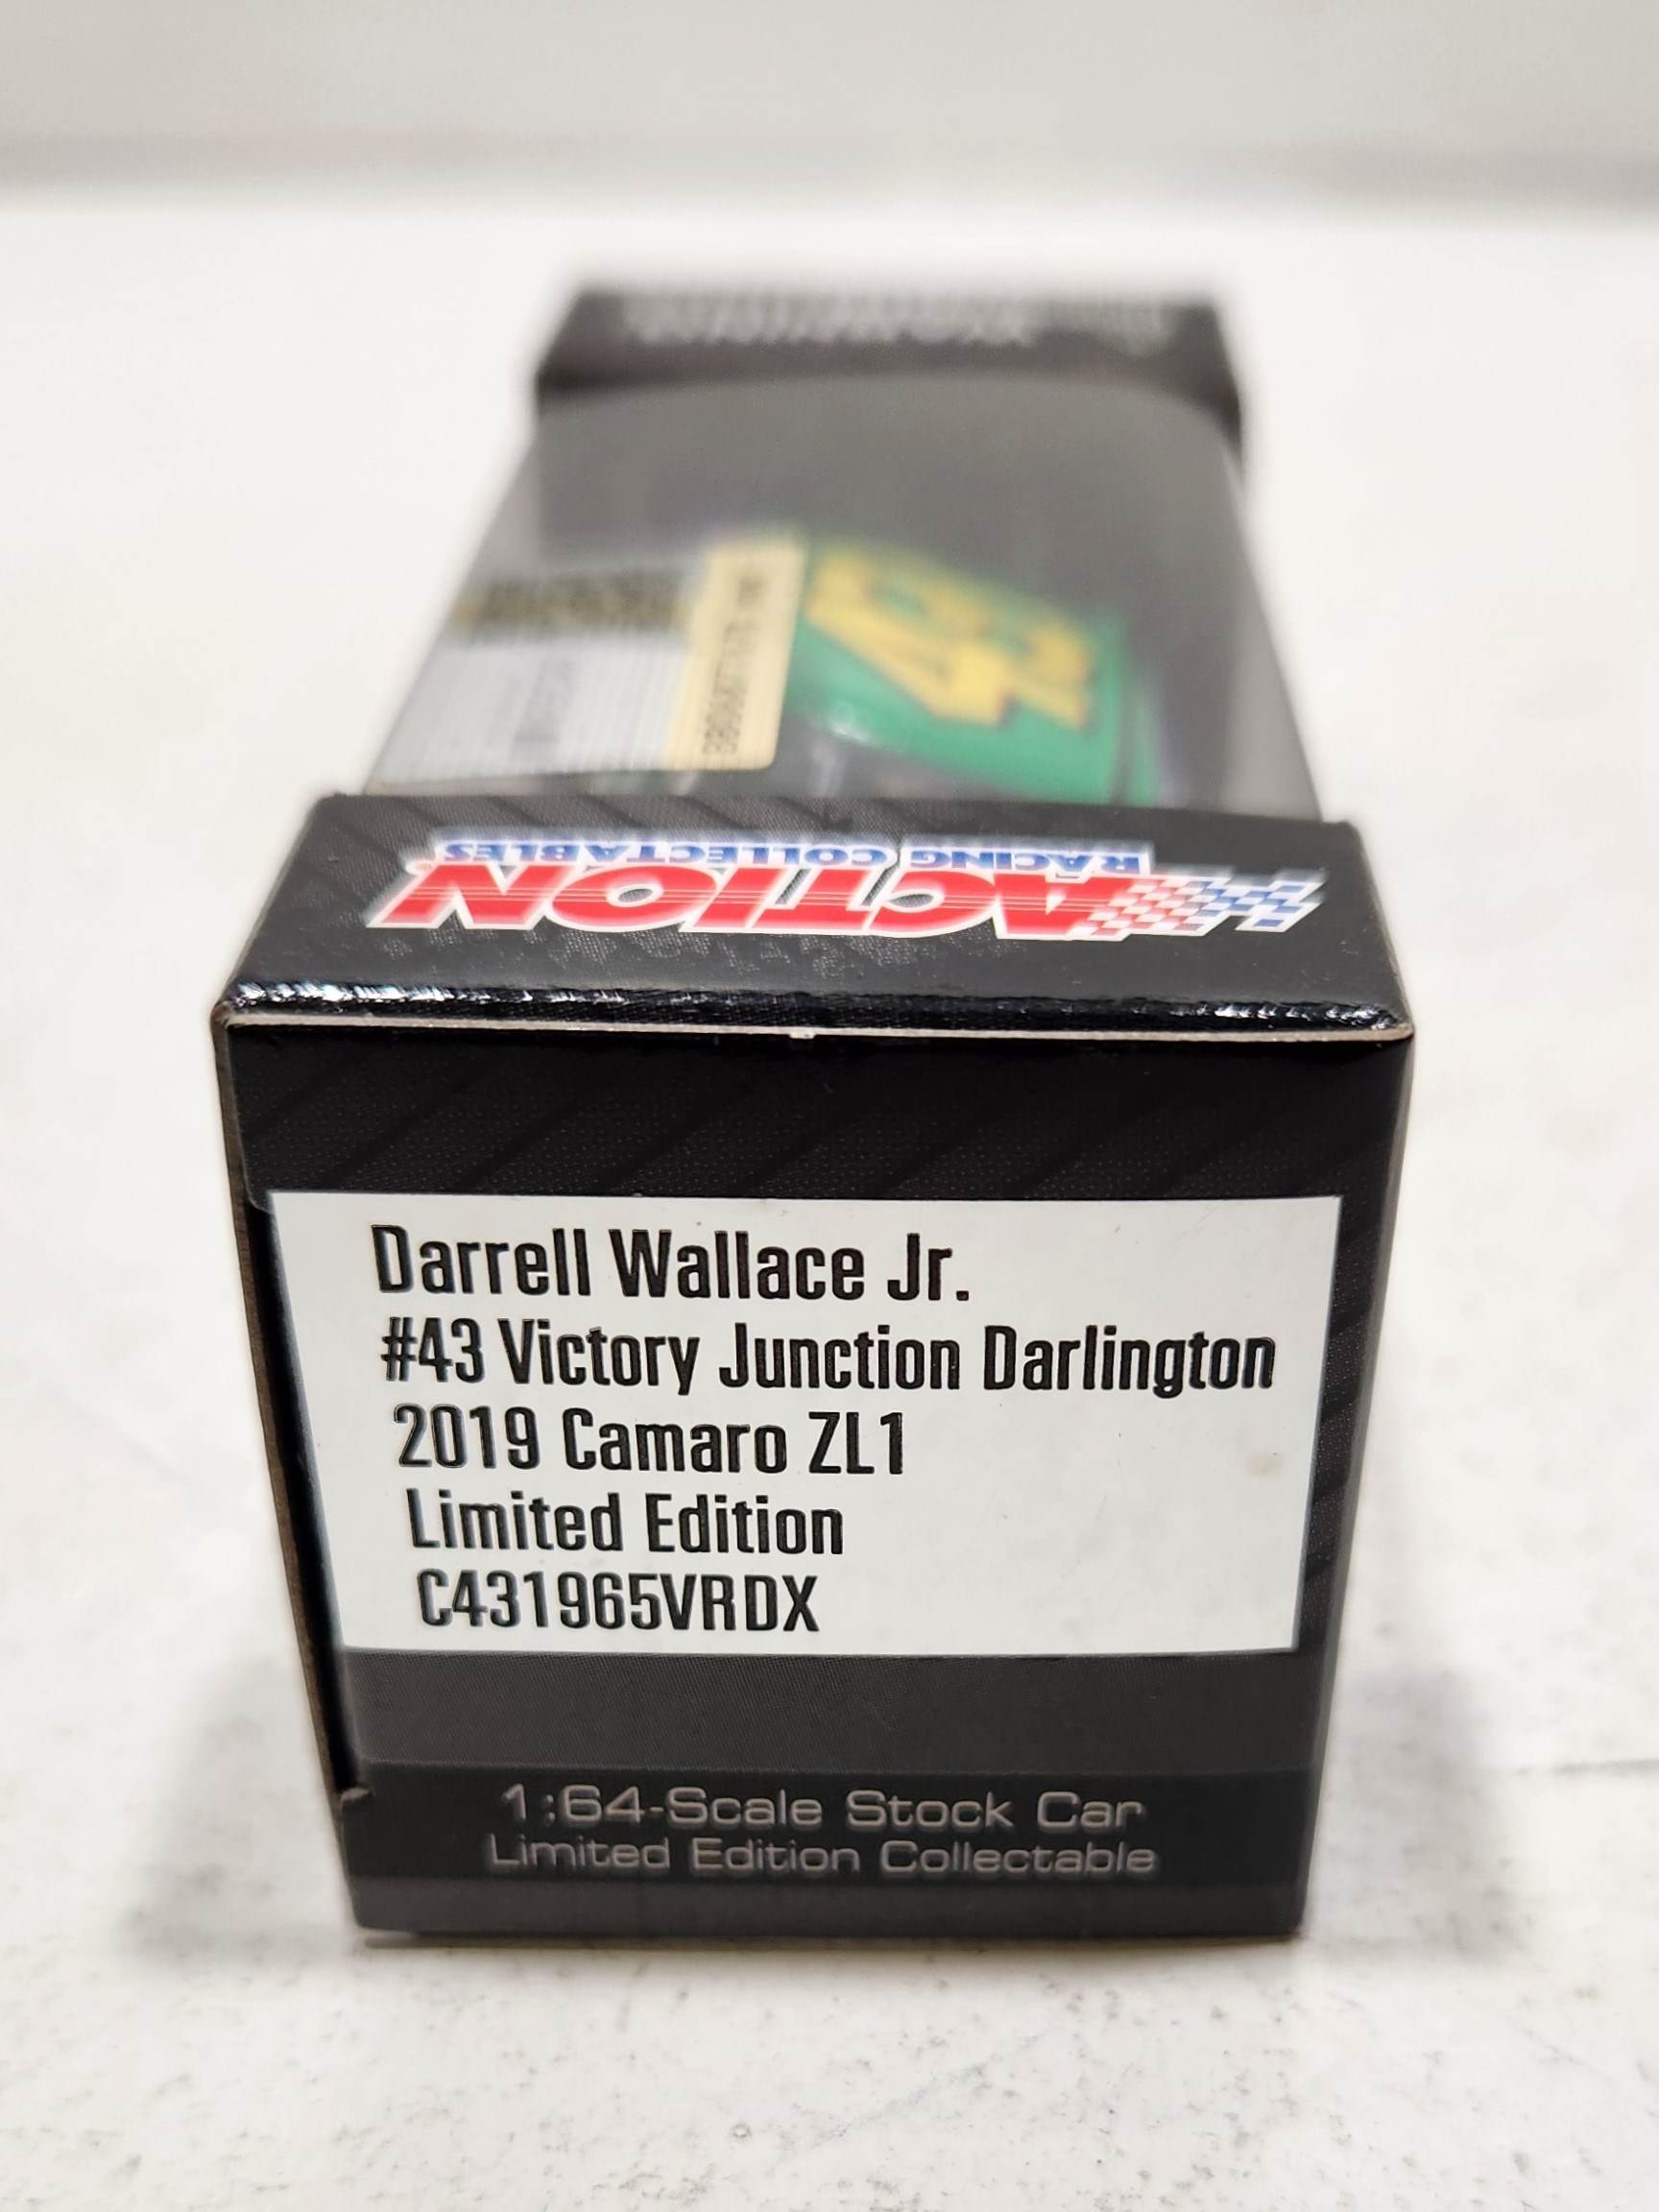 ACTION
RACING COLLECTABLES
43
Darrell Wallace Jr.
#43 Victory Junction Darlington
2019 Camaro ZL1
Limited Edition
C431965VRDX
1:64-Scale Stock Car
Limited Edition Collectable